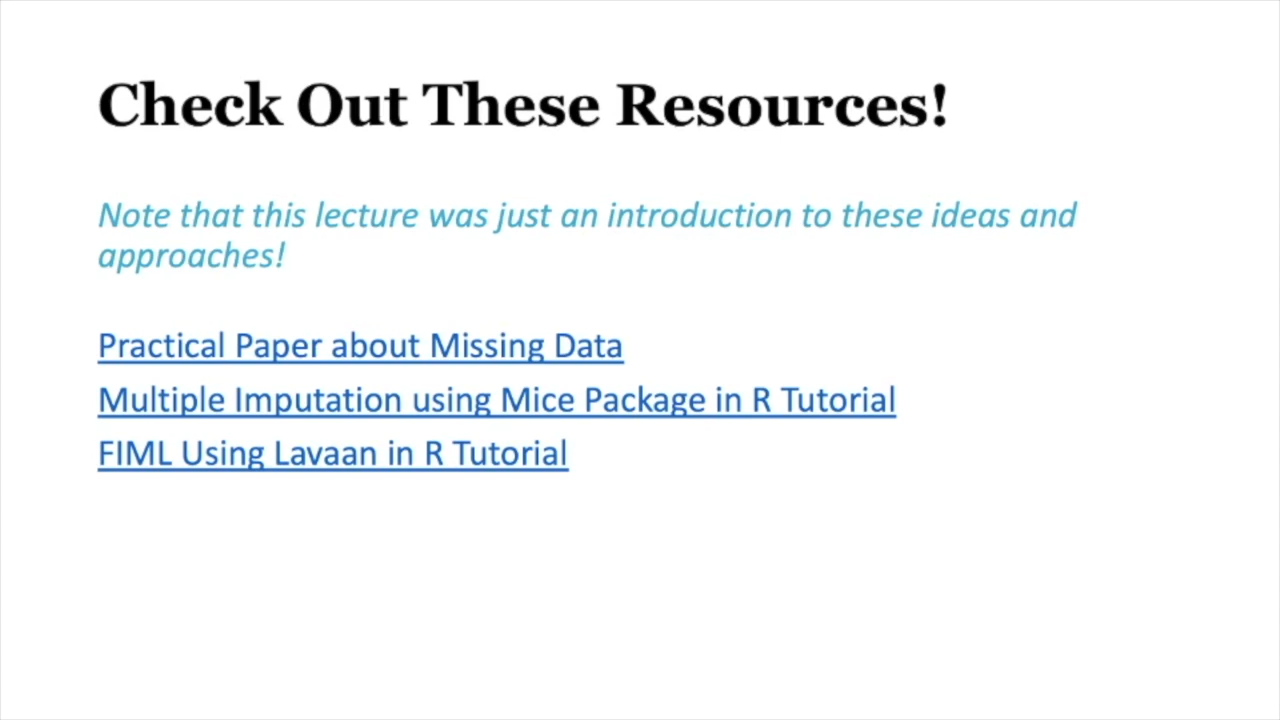 Check Out These Resources!
Note that this lecture was just an introduction to these ideas and
approaches!
Practical Paper about Missing Data
Multiple Imputation using Mice Package in R Tutorial
FIML Using Lavaan in R Tutorial